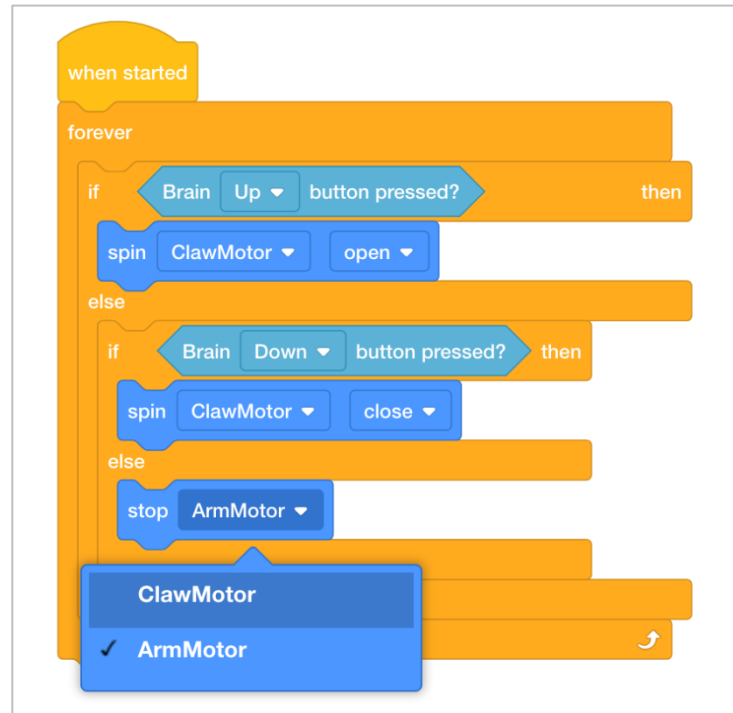 when started
forever
if Brain Up button pressed? then
spin ClawMotor open
else
if Brain Down button pressed? then
spin ClawMotor close
else
stop ArmMotor
ClawMotor
✓ ArmMotor